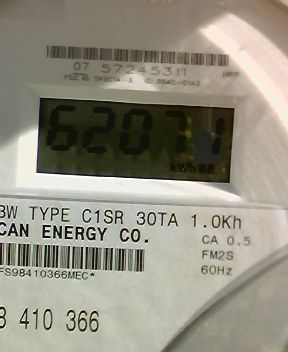 07 57245311
62071
kWh
3W TYPE C1SR 30TA 1.0Kh
CAN ENERGY CO.
CA 0.5
FM2S
60Hz
FS98410366MEC*
8 410 366